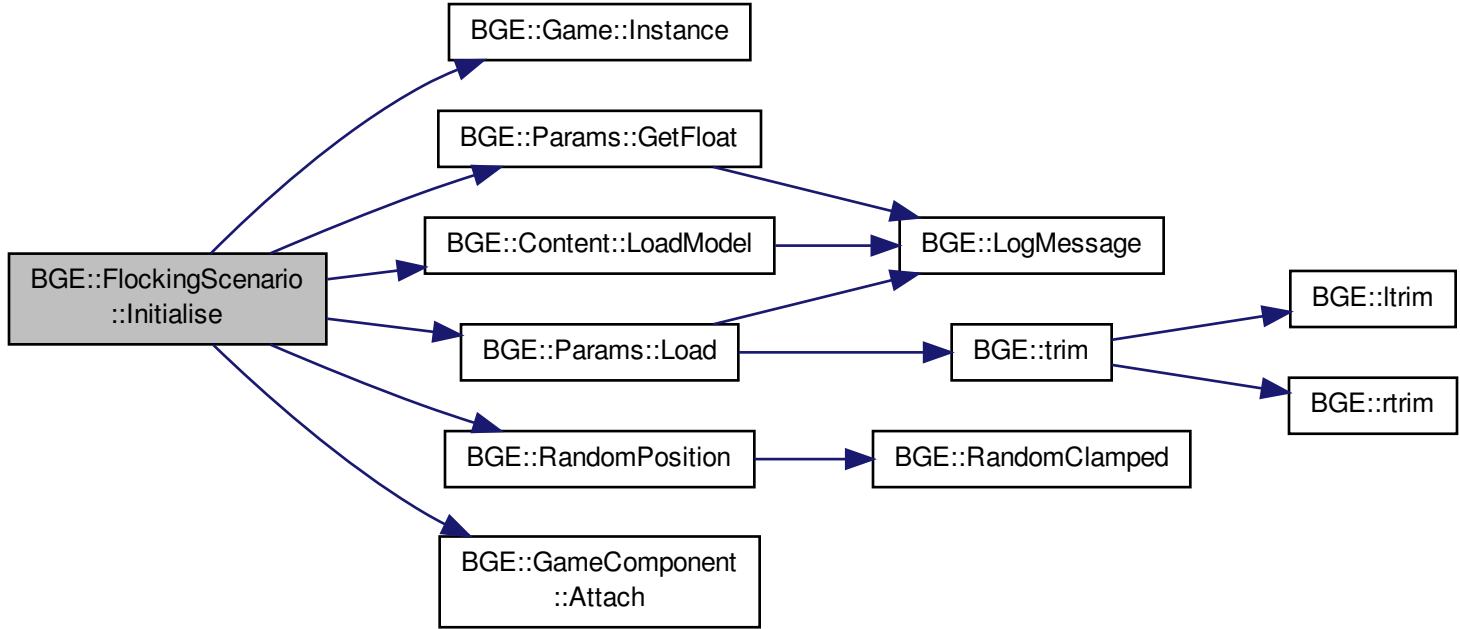 BGE::Game::Instance
BGE::Params::GetFloat
BGE::Content::LoadModel
BGE::LogMessage
BGE::FlockingScenario
::Initialise
BGE::ltrim
BGE::Params::Load
BGE::trim
BGE::rtrim
BGE::RandomPosition
BGE::RandomClamped
BGE::GameComponent
::Attach